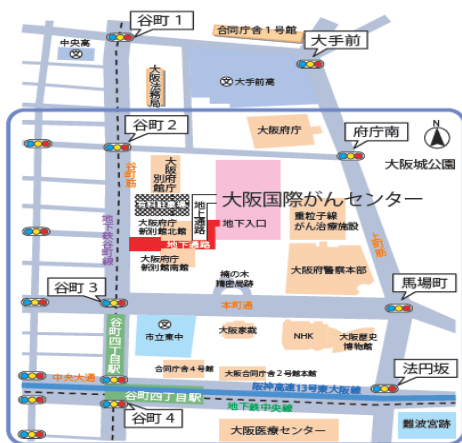 谷町1
合同庁舎1号館
中央高
大手前
大阪法務局
大手前高
谷町2
大阪府庁
府庁南
N
大阪城公園
大阪府庁別館
谷町筋
地上通路
大阪国際がんセンター
大阪府庁新別館北館
地下入口
重粒子線がん治療施設
地下通路
上町筋
地下鉄谷町線
大阪府庁新別館南館
大阪府警察本部
楠の木
精密局跡
谷町3
本町通
馬場町
谷町四丁目駅
市立東中
大阪家裁
NHK
大阪歴史博物館
合同庁舎4号館
大阪合同庁舎2号館本館
法円坂
中央大通
阪神高速13号東大阪線
谷町四丁目駅
地下鉄中央線
谷町4
大阪医療センター
難波宮跡